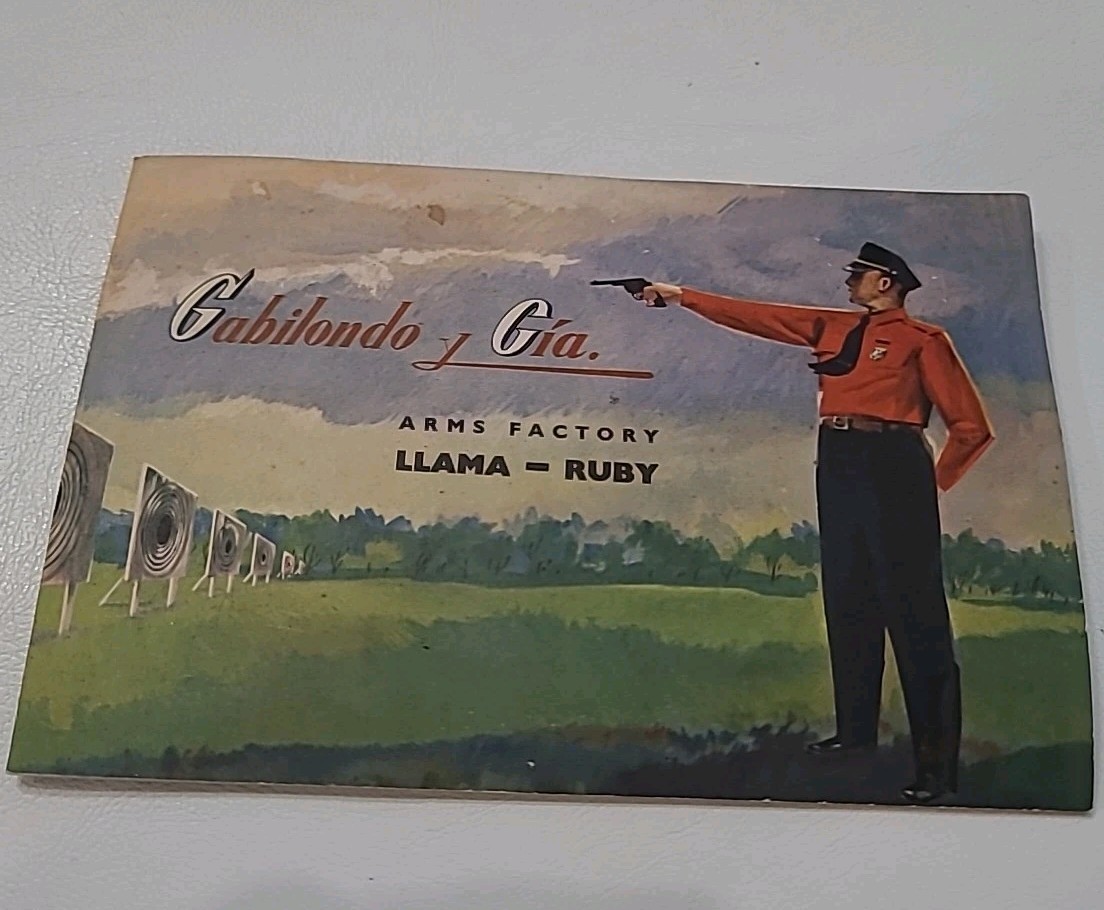 Gabilondo y Cía.
ARMS FACTORY
LLAMA - RUBY